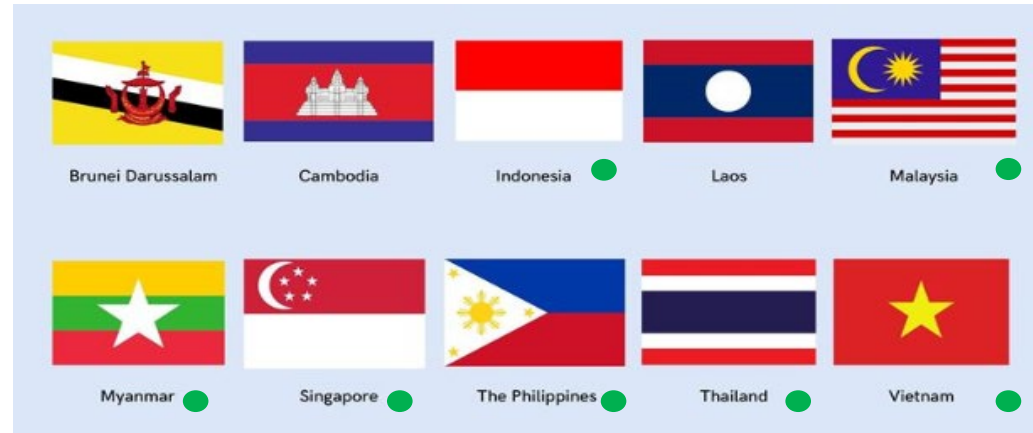 Brunei Darussalam
Cambodia
Indonesia
Laos
Malaysia
Myanmar
Singapore
The Philippines
Thailand
Vietnam